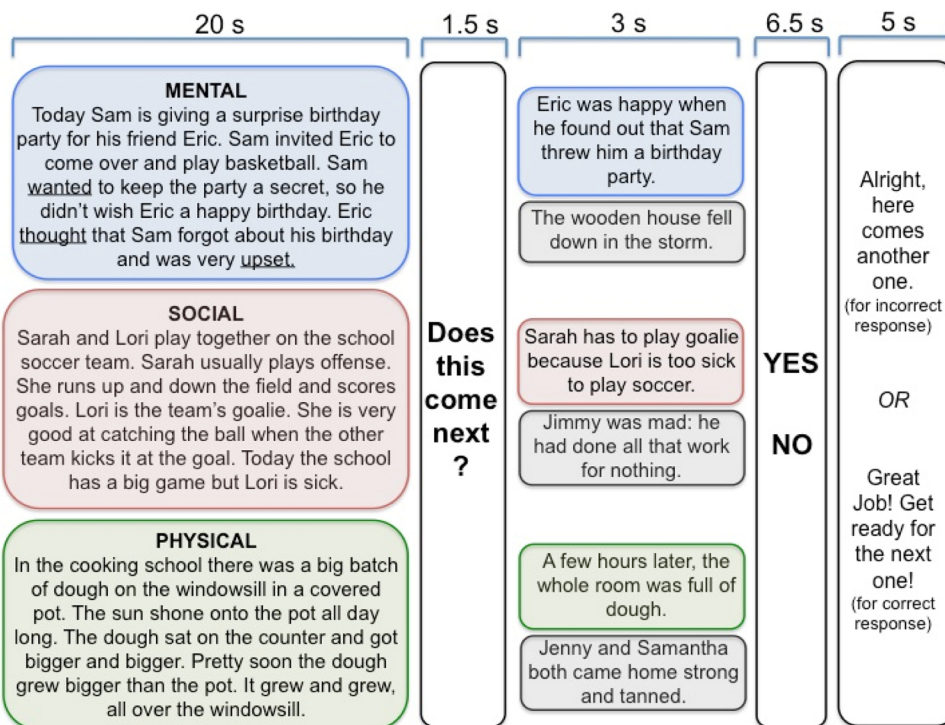 20 s
1.5 s
3 s
6.5 s
5 s
MENTAL
Today Sam is giving a surprise birthday
party for his friend Eric. Sam invited Eric to
come over and play basketball. Sam
wanted to keep the party a secret, so he
didn't wish Eric a happy birthday. Eric
thought that Sam forgot about his birthday
and was very upset.
SOCIAL
Sarah and Lori play together on the school
soccer team. Sarah usually plays offense.
She runs up and down the field and scores
goals. Lori is the team's goalie. She is very
good at catching the ball when the other
team kicks it at the goal. Today the school
has a big game but Lori is sick.
PHYSICAL
In the cooking school there was a big batch
of dough on the windowsill in a covered
pot. The sun shone onto the pot all day
long. The dough sat on the counter and got
bigger and bigger. Pretty soon the dough
grew bigger than the pot. It grew and grew,
all over the windowsill.
Does
this
come
next
?
Eric was happy when
he found out that Sam
threw him a birthday
party.
The wooden house fell
down in the storm.
Sarah has to play goalie
because Lori is too sick
to play soccer.
Jimmy was mad: he
had done all that work
for nothing.
A few hours later, the
whole room was full of
dough.
Jenny and Samantha
both came home strong
and tanned.
YES
NO
Alright,
here
comes
another
one.
(for incorrect
response)
OR
Great
Job! Get
ready for
the next
one!
(for correct
response)